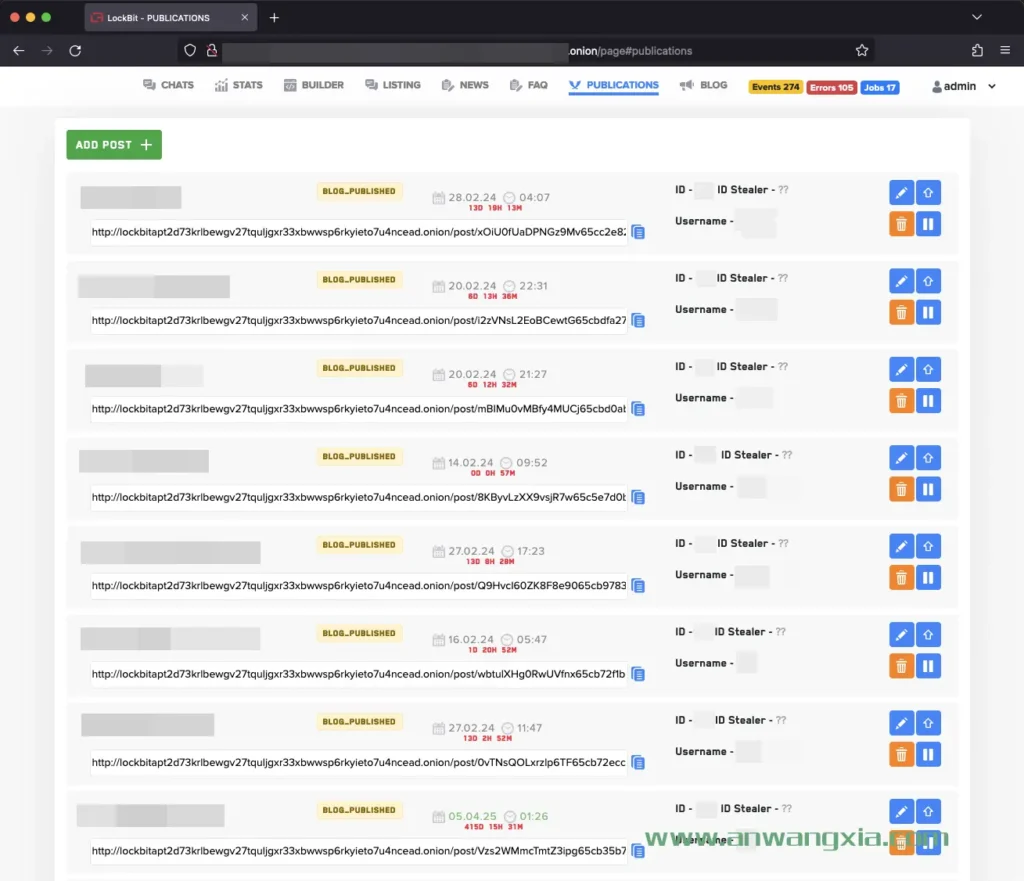 LockBit - PUBLICATIONS
.onion/page#publications
CHATS STATS BUILDER LISTING NEWS FAQ PUBLICATIONS BLOG Events 274 Errors 105 Jobs 17 admin
ADD POST +
BLOG_PUBLISHED 28.02.24 04:07 ID - ID Stealer - ??
13D 19H 13M
Username -
http://lockbitapt2d73krlbewgv27tquljgxr33xbwwsp6rkyieto7u4ncead.onion/post/xOiU0fUaDPNGz9Mv65cc2e82
BLOG_PUBLISHED 20.02.24 22:31 ID - ID Stealer - ??
6D 13H 36M
Username -
http://lockbitapt2d73krlbewgv27tquljgxr33xbwwsp6rkyieto7u4ncead.onion/post/i2zVNsL2EoBCewtG65cbdfa27
BLOG_PUBLISHED 20.02.24 21:27 ID - ID Stealer - ??
6D 12H 32M
Username -
http://lockbitapt2d73krlbewgv27tquljgxr33xbwwsp6rkyieto7u4ncead.onion/post/mBlMu0vMBfy4MUCj65cbd0ab
BLOG_PUBLISHED 14.02.24 09:52 ID - ID Stealer - ??
0D 0H 57M
Username -
http://lockbitapt2d73krlbewgv27tquljgxr33xbwwsp6rkyieto7u4ncead.onion/post/8KByvLzXX9vsjR7w65c5e7d0b
BLOG_PUBLISHED 27.02.24 17:23 ID - ID Stealer - ??
13D 8H 28M
Username -
http://lockbitapt2d73krlbewgv27tquljgxr33xbwwsp6rkyieto7u4ncead.onion/post/Q9Hvcl60ZK8F8e9065cb9783
BLOG_PUBLISHED 16.02.24 05:47 ID - ID Stealer - ??
1D 20H 52M
Username -
http://lockbitapt2d73krlbewgv27tquljgxr33xbwwsp6rkyieto7u4ncead.onion/post/wbtulXHg0RwUVfnx65cb72f1b
BLOG_PUBLISHED 27.02.24 11:47 ID - ID Stealer - ??
13D 2H 52M
Username -
http://lockbitapt2d73krlbewgv27tquljgxr33xbwwsp6rkyieto7u4ncead.onion/post/0vTNsQOLxrzlp6TF65cb72ecc
BLOG_PUBLISHED 05.04.25 01:26 ID - ID Stealer - ??
415D 15H 31M
Username -
www.anwangxia.com
http://lockbitapt2d73krlbewgv27tquljgxr33xbwwsp6rkyieto7u4ncead.onion/post/Vzs2WMmcTmtZ3ipg65cb35b7